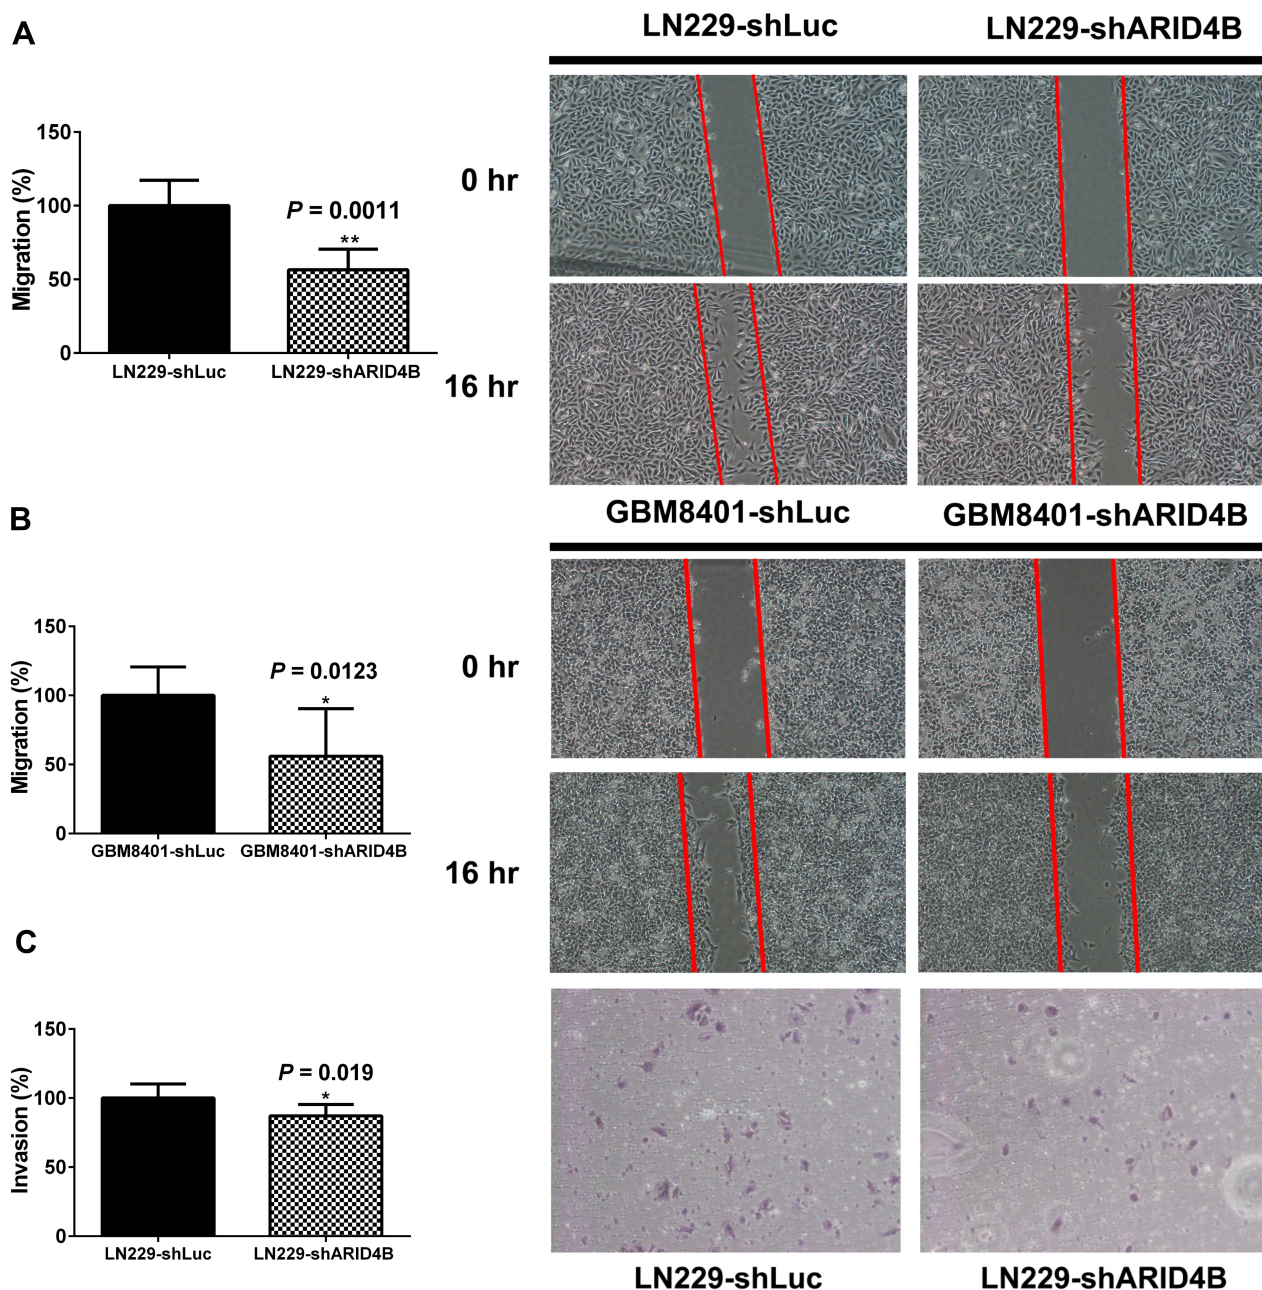 A
LN229-shLuc
LN229-shARID4B
Migration (%)
150
100
50
0
P = 0.0011
**
LN229-shLuc
LN229-shARID4B
0 hr
16 hr
B
GBM8401-shLuc
GBM8401-shARID4B
Migration (%)
150
100
50
0
P = 0.0123
*
GBM8401-shLuc
GBM8401-shARID4B
0 hr
16 hr
C
Invasion (%)
150
100
50
0
P = 0.019
*
LN229-shLuc
LN229-shARID4B
LN229-shLuc
LN229-shARID4B